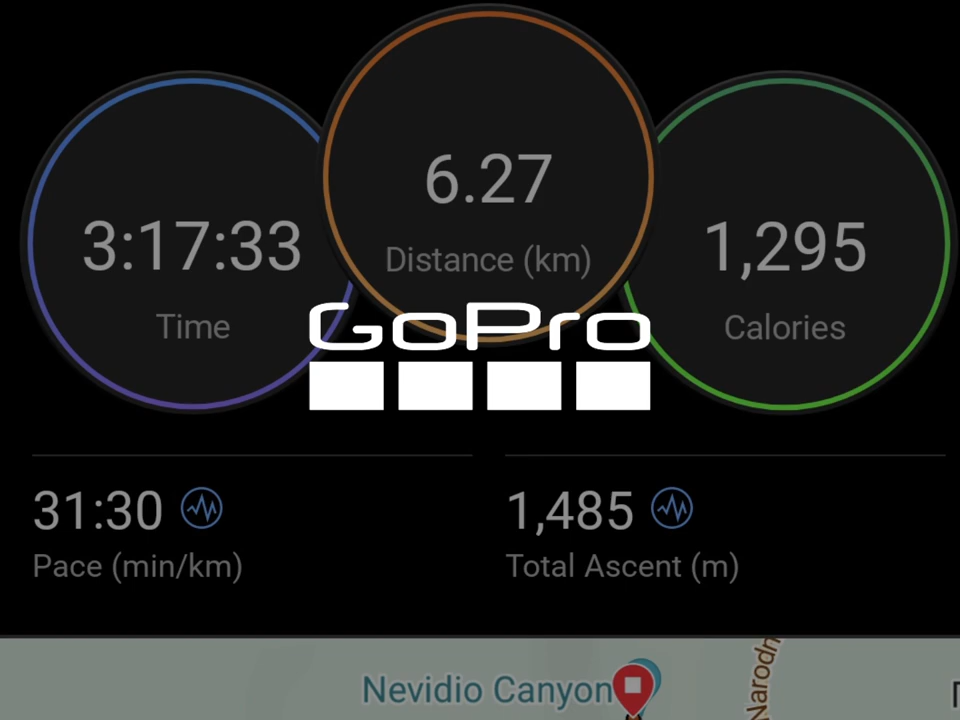 6.27
Distance (km)
3:17:33
Time
1,295
Calories
GoPro
31:30
Pace (min/km)
1,485
Total Ascent (m)
Nevidio Canyon
Narodn